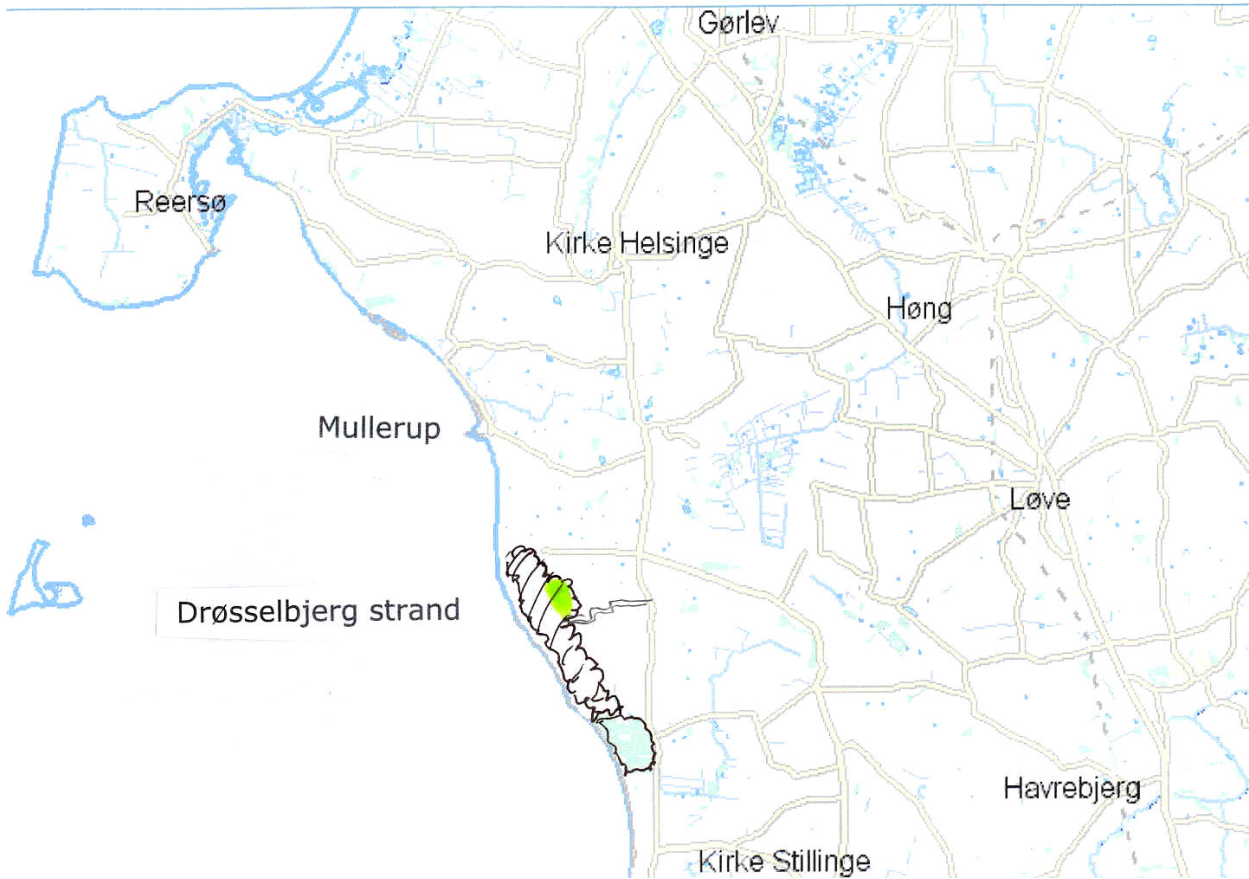 Gørlev
Reersø
Kirke Helsinge
Høng
Mullerup
Løve
Drøsselbjerg strand
Havrebjerg
Kirke Stillinge